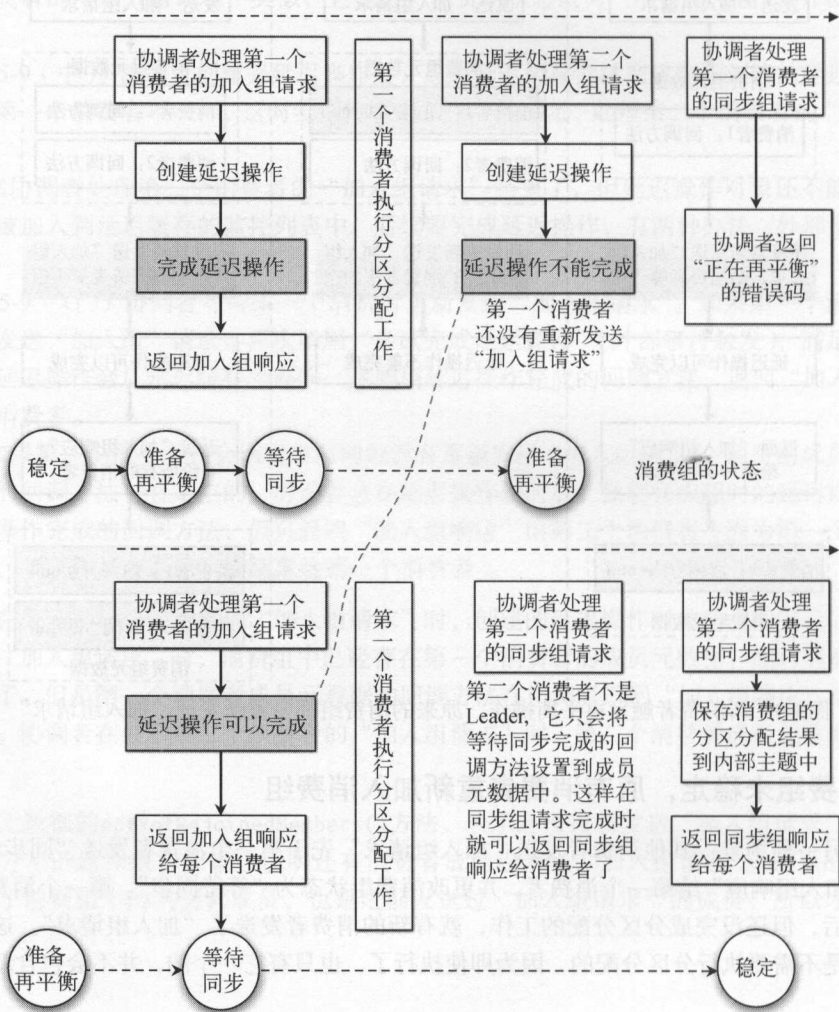 协调者处理第一个
消费者的加入组请求
创建延迟操作
完成延迟操作
返回加入组响应
第一个消费者执行分区分配工作
协调者处理第二个
消费者的加入组请求
创建延迟操作
延迟操作不能完成
第一个消费者
还没有重新发送
“加入组请求”
协调者处理
第一个消费者
的同步组请求
协调者返回
“正在再平衡”
的错误码
稳定
准备
再平衡
等待
同步
准备
再平衡
消费组的状态
协调者处理第一个
消费者的加入组请求
延迟操作可以完成
返回加入组响应
给每个消费者
第一个消费者执行分区分配工作
协调者处理
第二个消费者
的同步组请求
第二个消费者不是
Leader，它只会将
等待同步完成的回
调方法设置到成员
元数据中。这样在
同步组请求完成时
就可以返回同步组
响应给消费者了
协调者处理
第一个消费者
的同步组请求
保存消费组的
分区分配结果
到内部主题中
返回同步组响应
给每个消费者
准备
再平衡
等待
同步
稳定